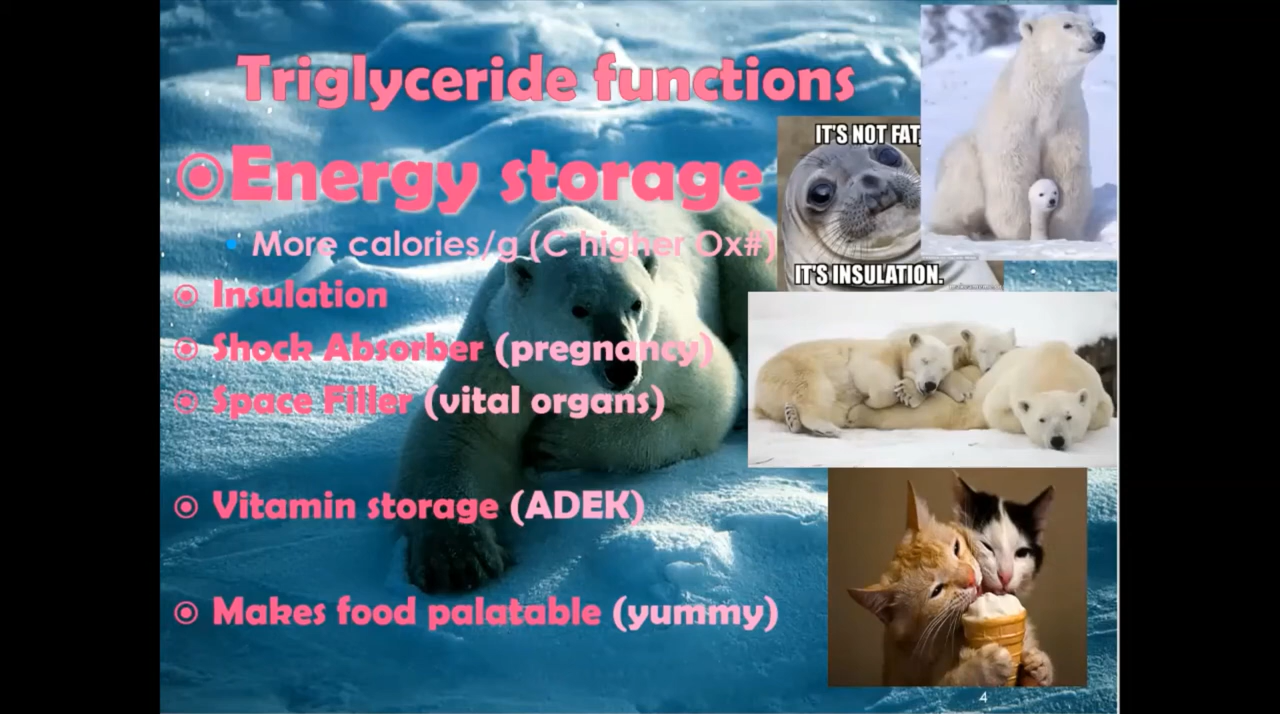 Triglyceride functions
Energy storage
More calories/g (C higher Ox#)
Insulation
Shock Absorber (pregnancy)
Space Filler (vital organs)
Vitamin storage (ADEK)
Makes food palatable (yummy)
IT'S NOT FAT,
IT'S INSULATION.
4